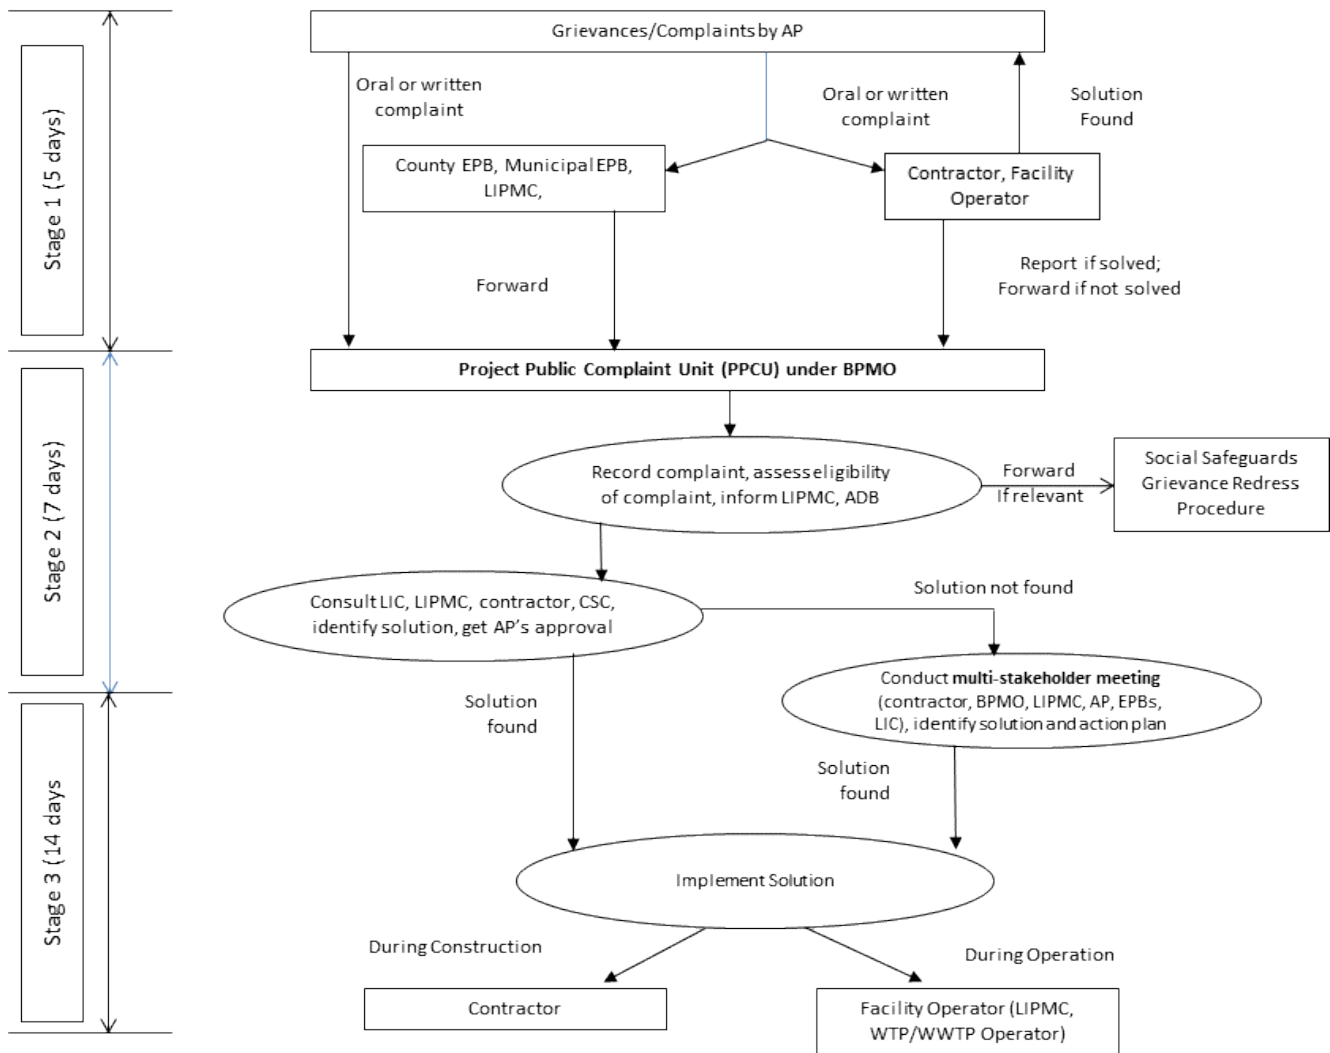 Grievances/Complaints by AP
Stage 1 (5 days)
Oral or written
complaint
Oral or written
complaint
Solution
Found
County EPB, Municipal EPB,
LIPMC,
Contractor, Facility
Operator
Forward
Report if solved;
Forward if not solved
Project Public Complaint Unit (PPCU) under BPMO
Stage 2 (7 days)
Record complaint, assess eligibility
of complaint, inform LIPMC, ADB
Forward
If relevant
Social Safeguards
Grievance Redress
Procedure
Consult LIC, LIPMC, contractor, CSC,
identify solution, get AP's approval
Solution not found
Conduct multi-stakeholder meeting
(contractor, BPMO, LIPMC, AP, EPBs,
LIC), identify solution and action plan
Solution
found
Solution
found
Stage 3 (14 days
Implement Solution
During Construction
During Operation
Contractor
Facility Operator (LIPMC,
WTP/WWTP Operator)